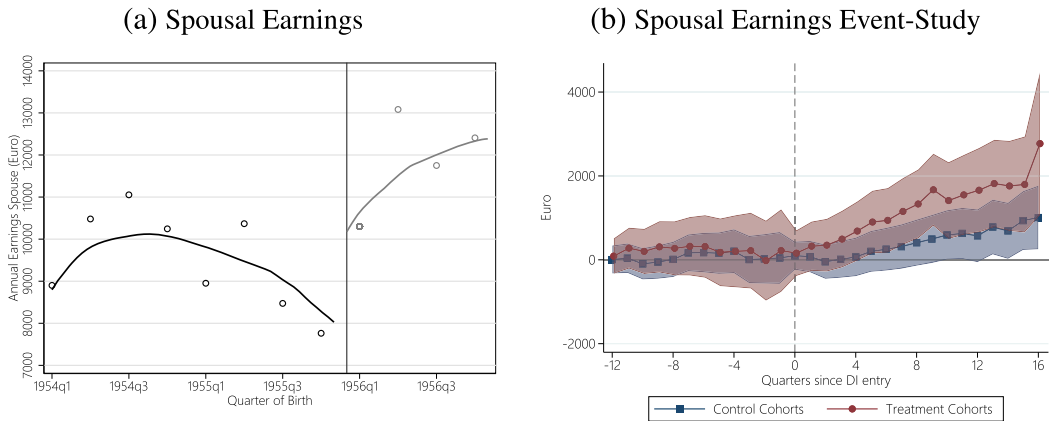 (a) Spousal Earnings
Annual Earnings Spouse (Euro)
14000
13000
12000
11000
10000
9000
8000
7000
1954q1 1954q3 1955q1 1955q3 1956q1 1956q3
Quarter of Birth
(b) Spousal Earnings Event-Study
Euro
4000
2000
0
-2000
-12 -8 -4 0 4 8 12 16
Quarters since DI entry
Control Cohorts Treatment Cohorts